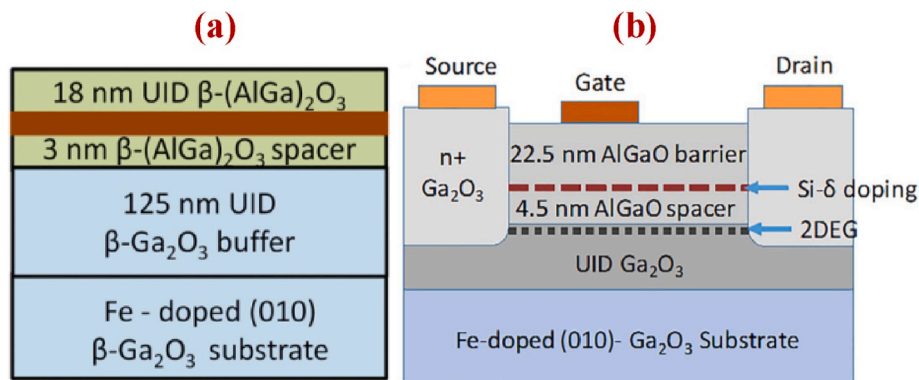 (a)
18 nm UID β-(AlGa)₂O₃
3 nm β-(AlGa)₂O₃ spacer
125 nm UID
β-Ga₂O₃ buffer
Fe - doped (010)
β-Ga₂O₃ substrate
(b)
Source
Gate
Drain
n+
Ga₂O₃
22.5 nm AlGaO barrier
Si-δ doping
4.5 nm AlGaO spacer
2DEG
UID Ga₂O₃
Fe-doped (010)- Ga₂O₃ Substrate